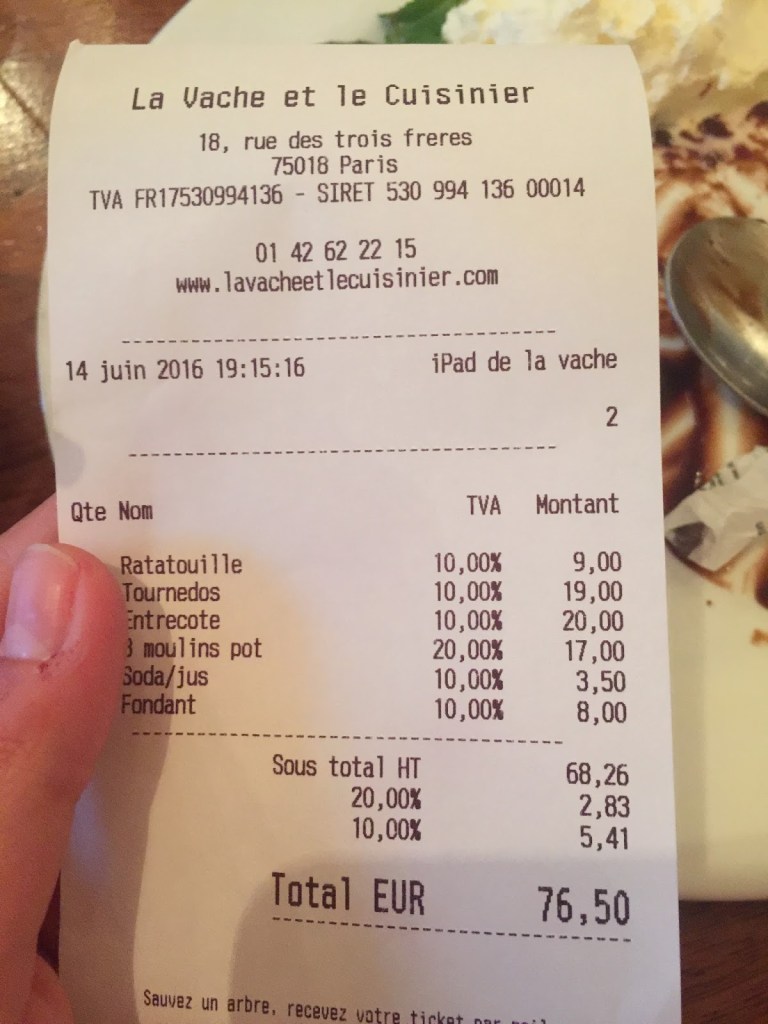 La Vache et le Cuisinier
18, rue des trois freres
75018 Paris
TVA FR17530994136 - SIRET 530 994 136 00014
01 42 62 22 15
www.lavacheetlecuisinier.com
14 juin 2016 19:15:16 iPad de la vache
2
Qte Nom TVA Montant
Ratatouille 10,00% 9,00
Tournedos 10,00% 19,00
Entrecote 10,00% 20,00
3 moulins pot 20,00% 17,00
Soda/jus 10,00% 3,50
Fondant 10,00% 8,00
Sous total HT 68,26
20,00% 2,83
10,00% 5,41
Total EUR 76,50
Sauvez un arbre, recevez votre ticket par mail